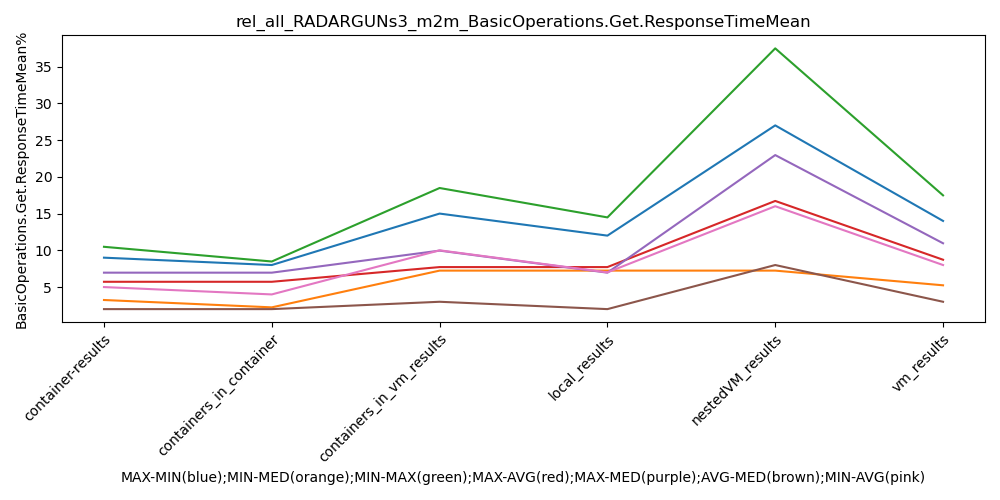 rel_all_RADARGUNs3_m2m_BasicOperations.Get.ResponseTimeMean
BasicOperations.Get.ResponseTimeMean%
35
30
25
20
15
10
5
container-results
containers_in_container
containers_in_vm_results
local_results
nestedVM_results
vm_results
MAX-MIN(blue);MIN-MED(orange);MIN-MAX(green);MAX-AVG(red);MAX-MED(purple);AVG-MED(brown);MIN-AVG(pink)